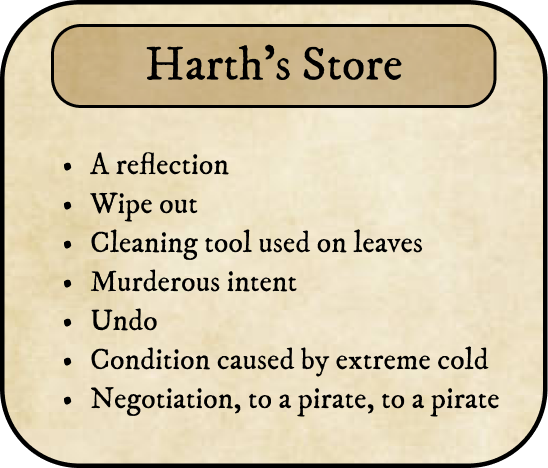 Harth's Store
• A reflection
• Wipe out
• Cleaning tool used on leaves
• Murderous intent
• Undo
• Condition caused by extreme cold
• Negotiation, to a pirate, to a pirate